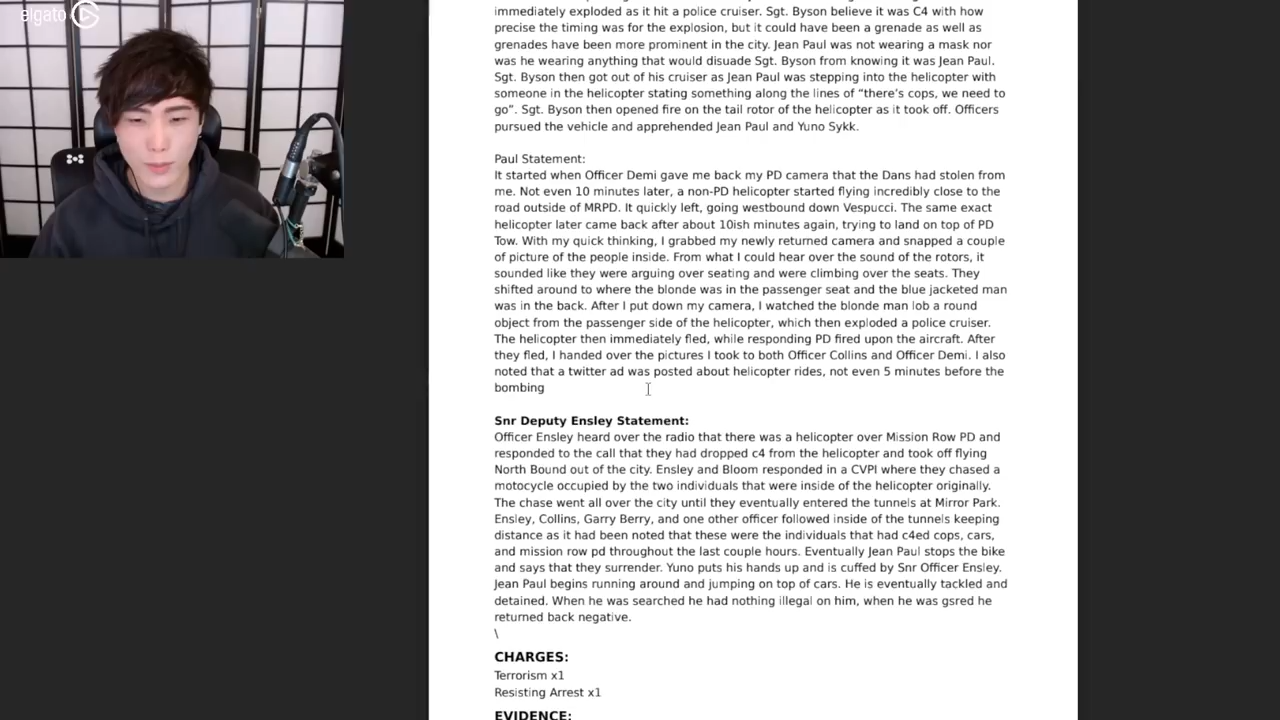 elgato
immediately exploded as it hit a police cruiser. Sgt. Byson believe it was C4 with how
precise the timing was for the explosion, but it could have been a grenade as well as
grenades have been more prominent in the city. Jean Paul was not wearing a mask nor
was he wearing anything that would disuade Sgt. Byson from knowing it was Jean Paul.
Sgt. Byson then got out of his cruiser as Jean Paul was stepping into the helicopter with
someone in the helicopter stating something along the lines of “there’s cops, we need to
go”. Sgt. Byson then opened fire on the tail rotor of the helicopter as it took off. Officers
pursued the vehicle and apprehended Jean Paul and Yuno Sykk.
Paul Statement:
It started when Officer Demi gave me back my PD camera that the Dans had stolen from
me. Not even 10 minutes later, a non-PD helicopter started flying incredibly close to the
road outside of MRPD. It quickly left, going westbound down Vespucci. The same exact
helicopter later came back after about 10ish minutes again, trying to land on top of PD
Tow. With my quick thinking, I grabbed my newly returned camera and snapped a couple
of picture of the people inside. From what I could hear over the sound of the rotors, it
sounded like they were arguing over seating and were climbing over the seats. They
shifted around to where the blonde was in the passenger seat and the blue jacketed man
was in the back. After I put down my camera, I watched the blonde man lob a round
object from the passenger side of the helicopter, which then exploded a police cruiser.
The helicopter then immediately fled, while responding PD fired upon the aircraft. After
they fled, I handed over the pictures I took to both Officer Collins and Officer Demi. I also
noted that a twitter ad was posted about helicopter rides, not even 5 minutes before the
bombing
Snr Deputy Ensley Statement:
Officer Ensley heard over the radio that there was a helicopter over Mission Row PD and
responded to the call that they had dropped c4 from the helicopter and took off flying
North Bound out of the city. Ensley and Bloom responded in a CVPI where they chased a
motocycle occupied by the two individuals that were inside of the helicopter originally.
The chase went all over the city until they eventually entered the tunnels at Mirror Park.
Ensley, Collins, Garry Berry, and one other officer followed inside of the tunnels keeping
distance as it had been noted that these were the individuals that had c4ed cops, cars,
and mission row pd throughout the last couple hours. Eventually Jean Paul stops the bike
and says that they surrender. Yuno puts his hands up and is cuffed by Snr Officer Ensley.
Jean Paul begins running around and jumping on top of cars. He is eventually tackled and
detained. When he was searched he had nothing illegal on him, when he was gsred he
returned back negative.
\
CHARGES:
Terrorism x1
Resisting Arrest x1
EVIDENCE: